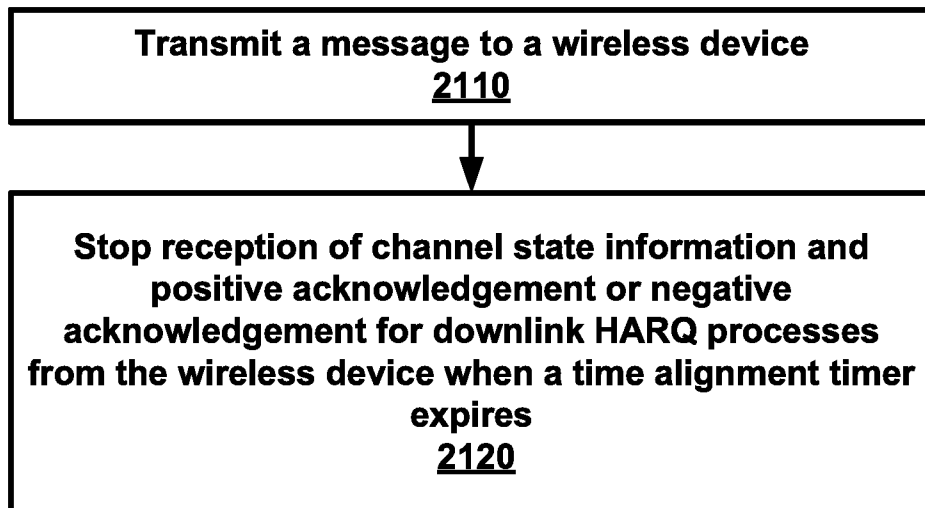 Transmit a message to a wireless device
2110
Stop reception of channel state information and
positive acknowledgement or negative
acknowledgement for downlink HARQ processes
from the wireless device when a time alignment timer
expires
2120